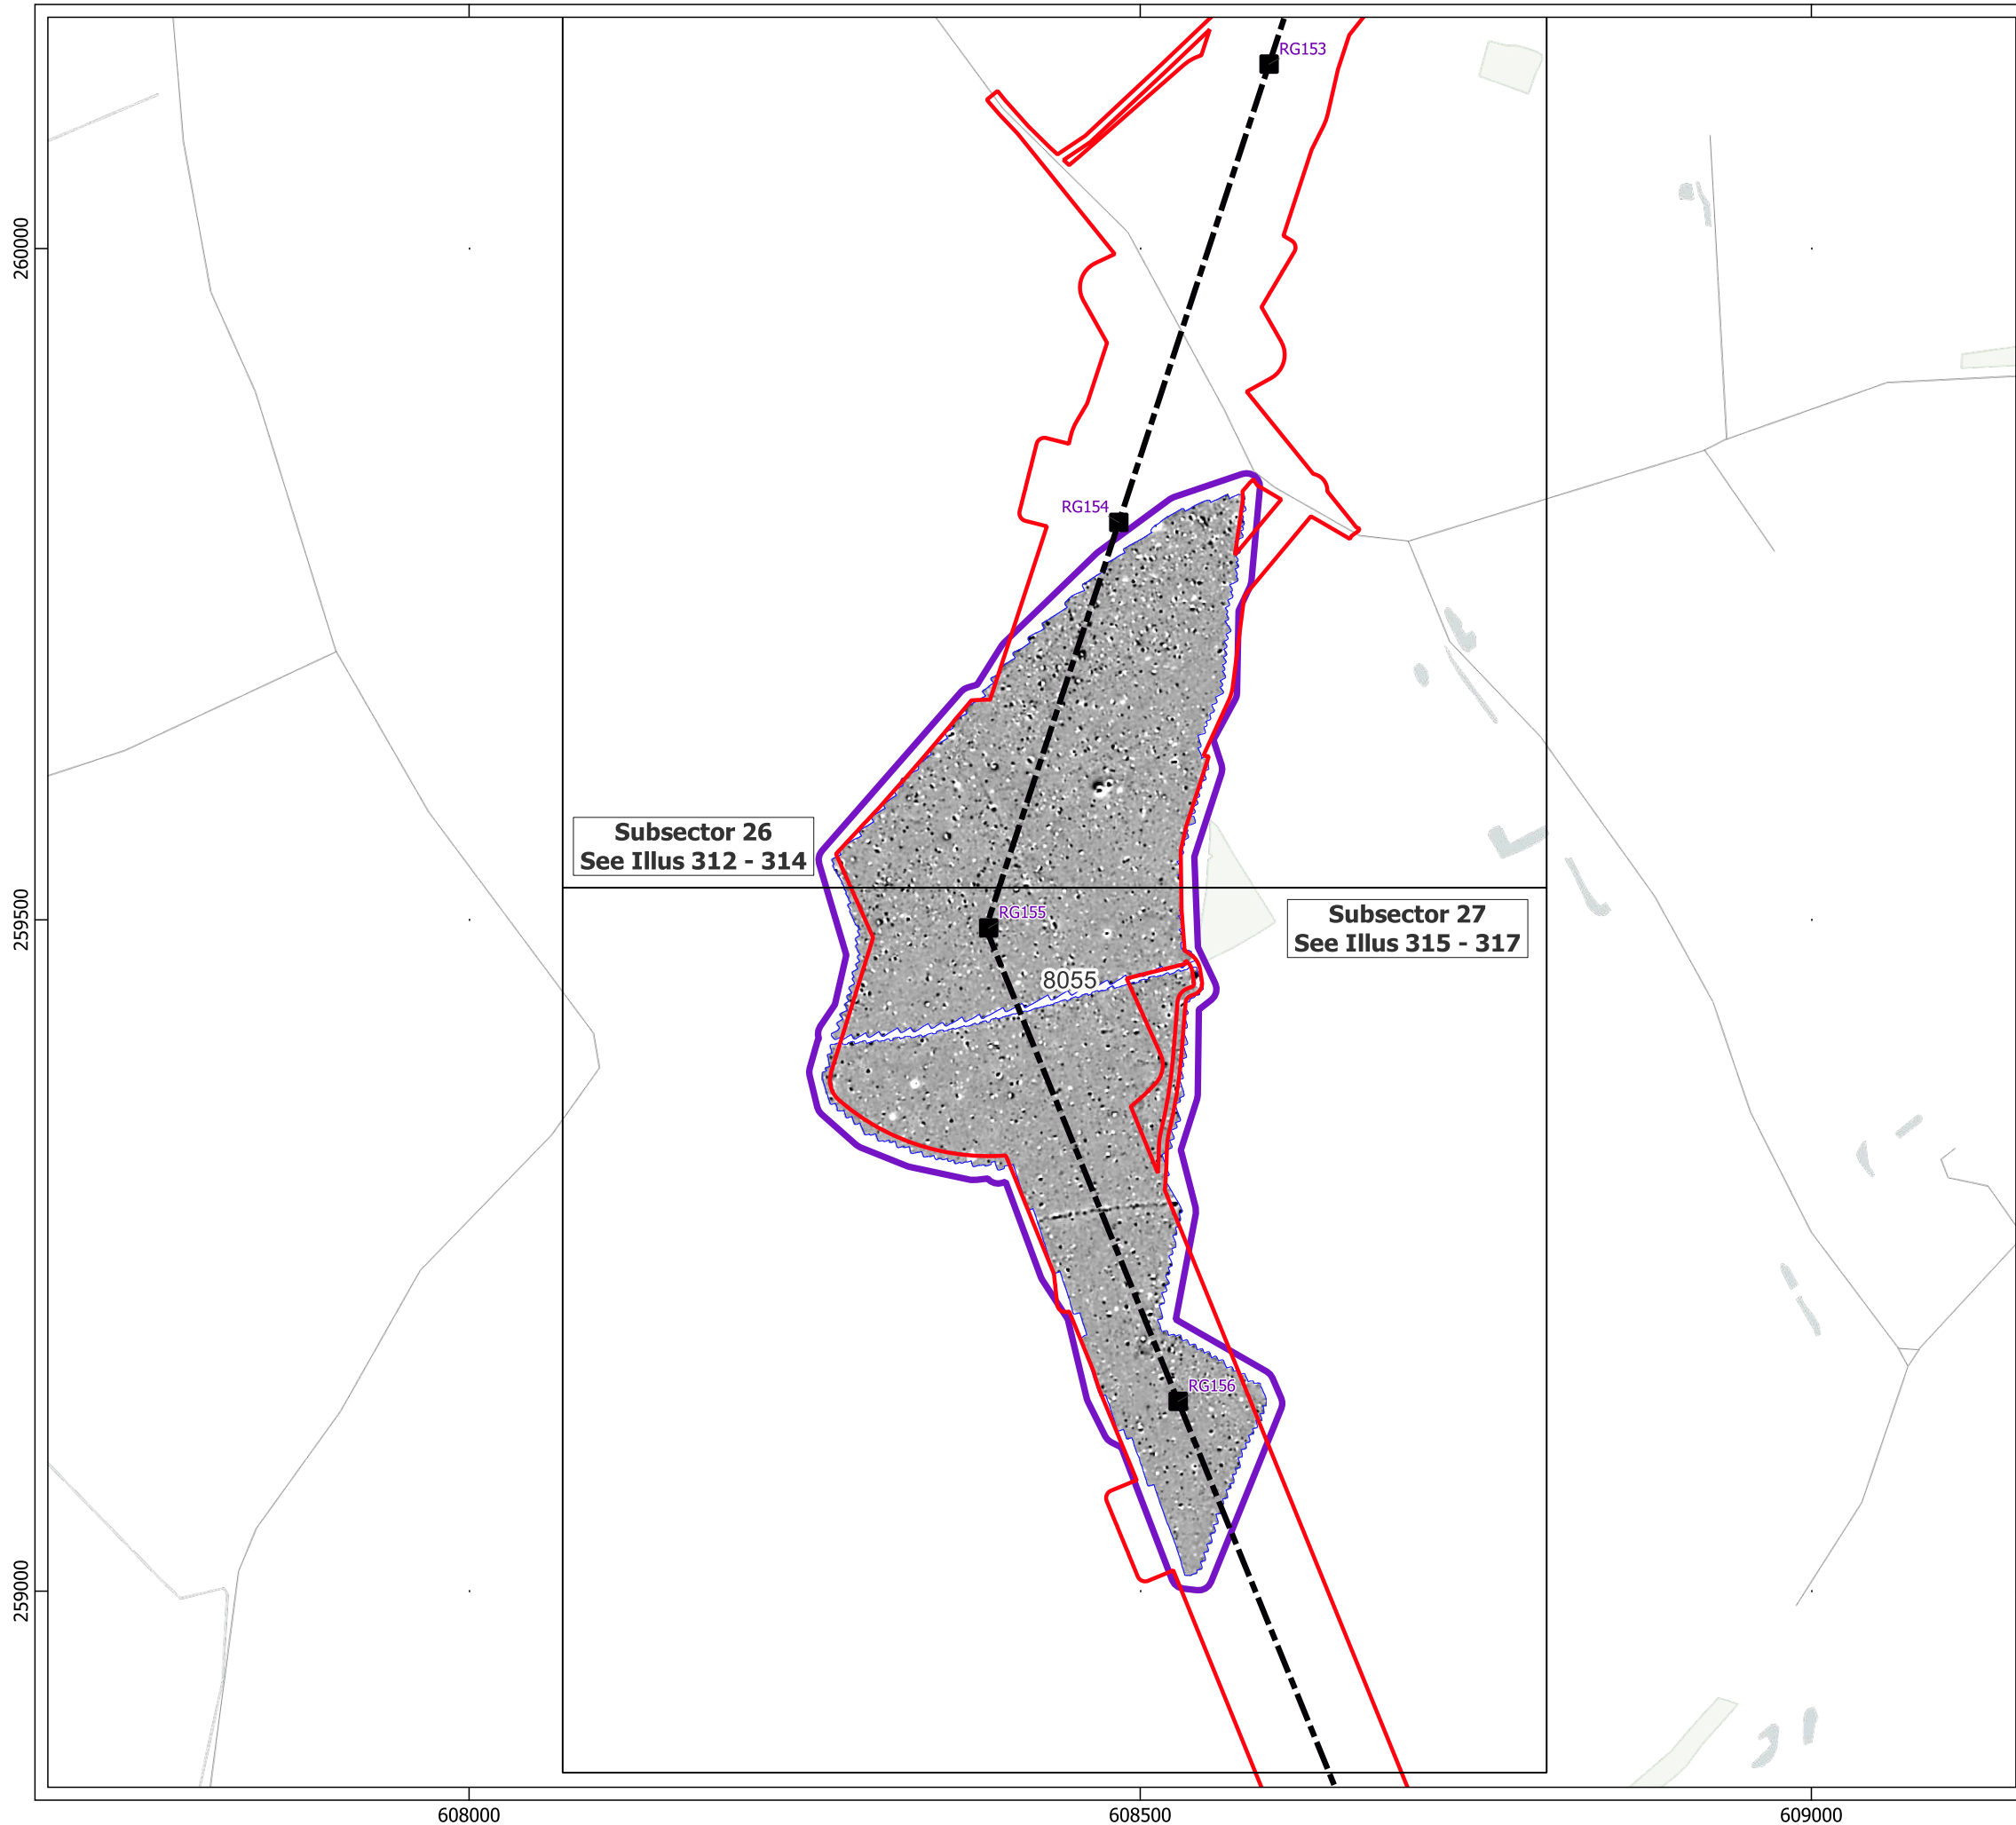 RG153
260000
RG154
Subsector 26
See Illus 312 - 314
259500
RG155
Subsector 27
See Illus 315 - 317
8055
RG156
259000
608000
608500
609000